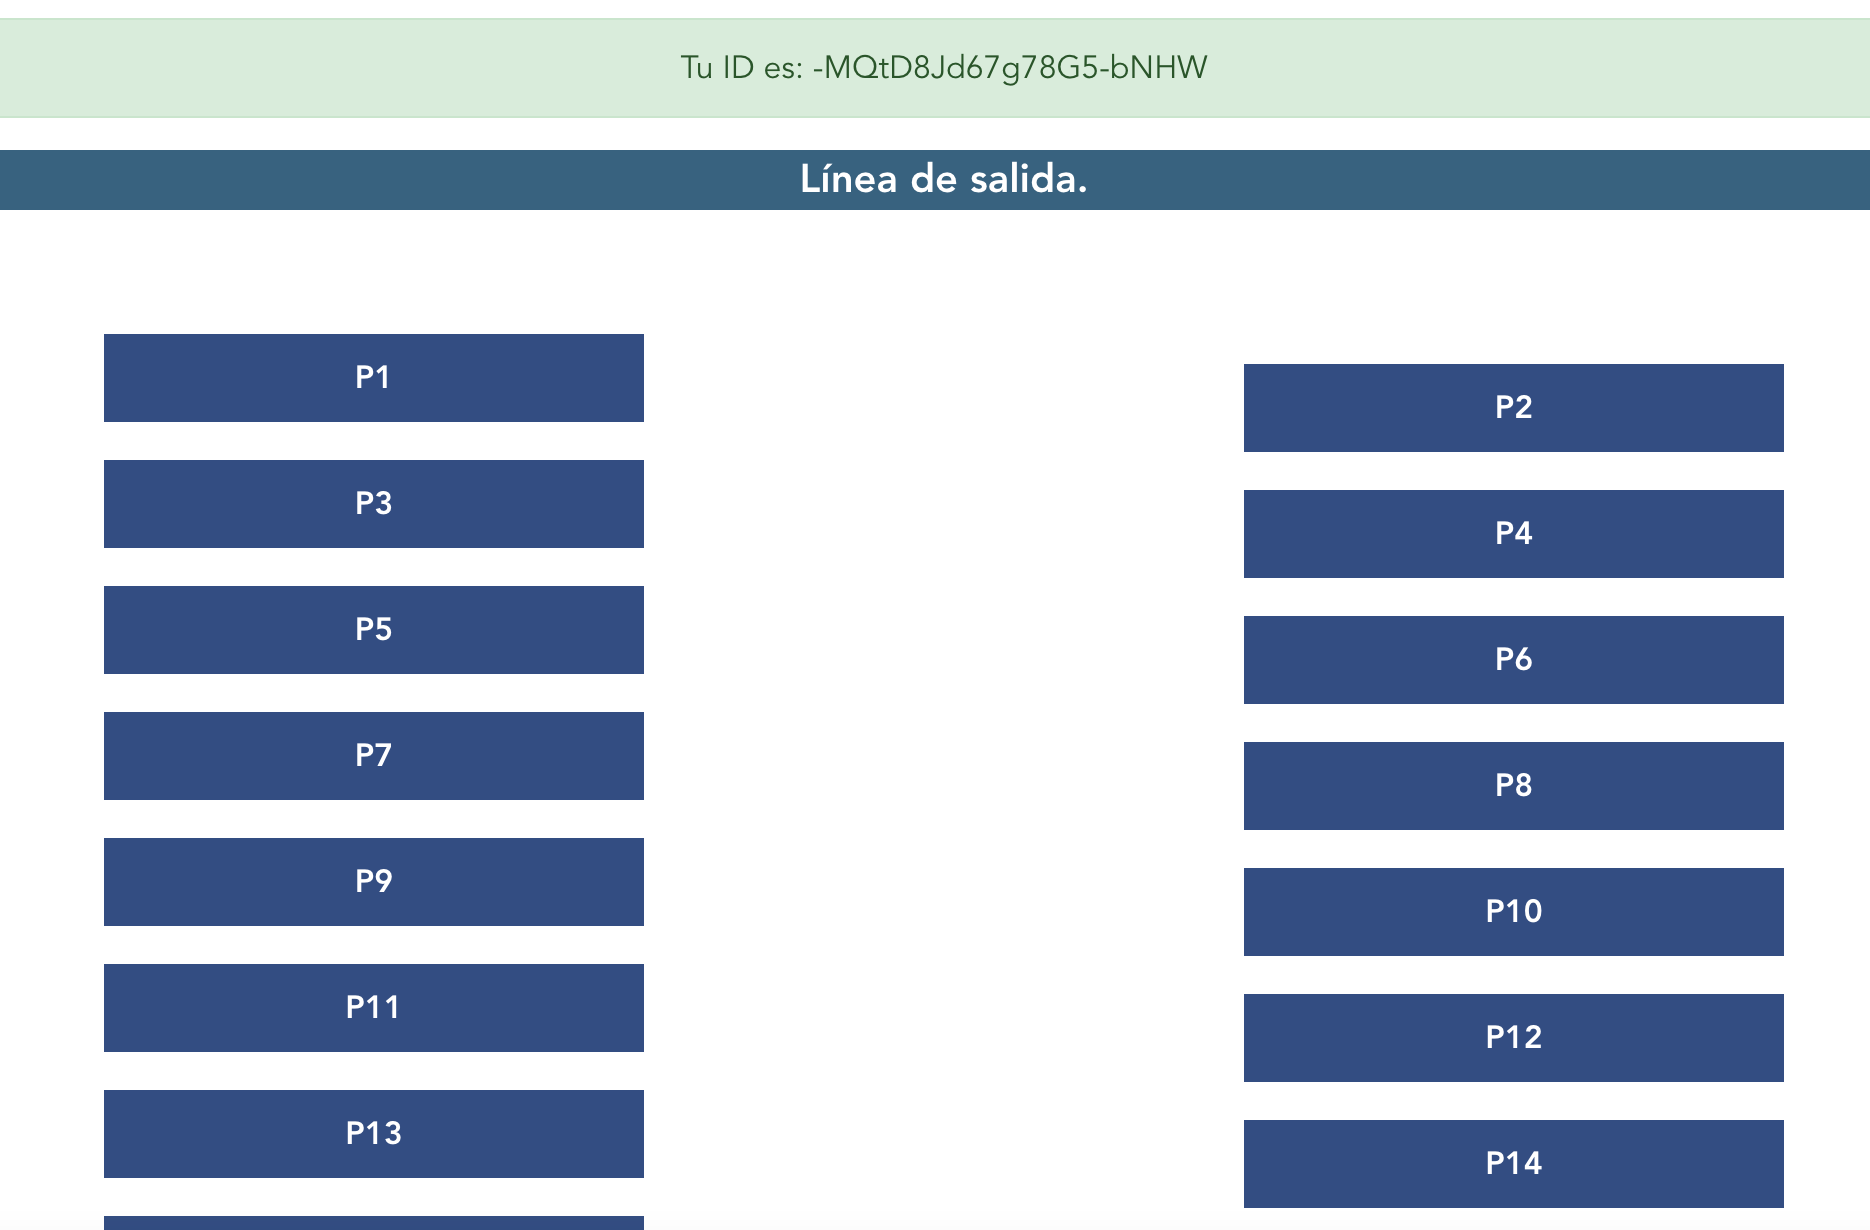 Tu ID es: -MQtD8Jd67g78G5-bNHW
Línea de salida.
P1
P2
P3
P4
P5
P6
P7
P8
P9
P10
P11
P12
P13
P14